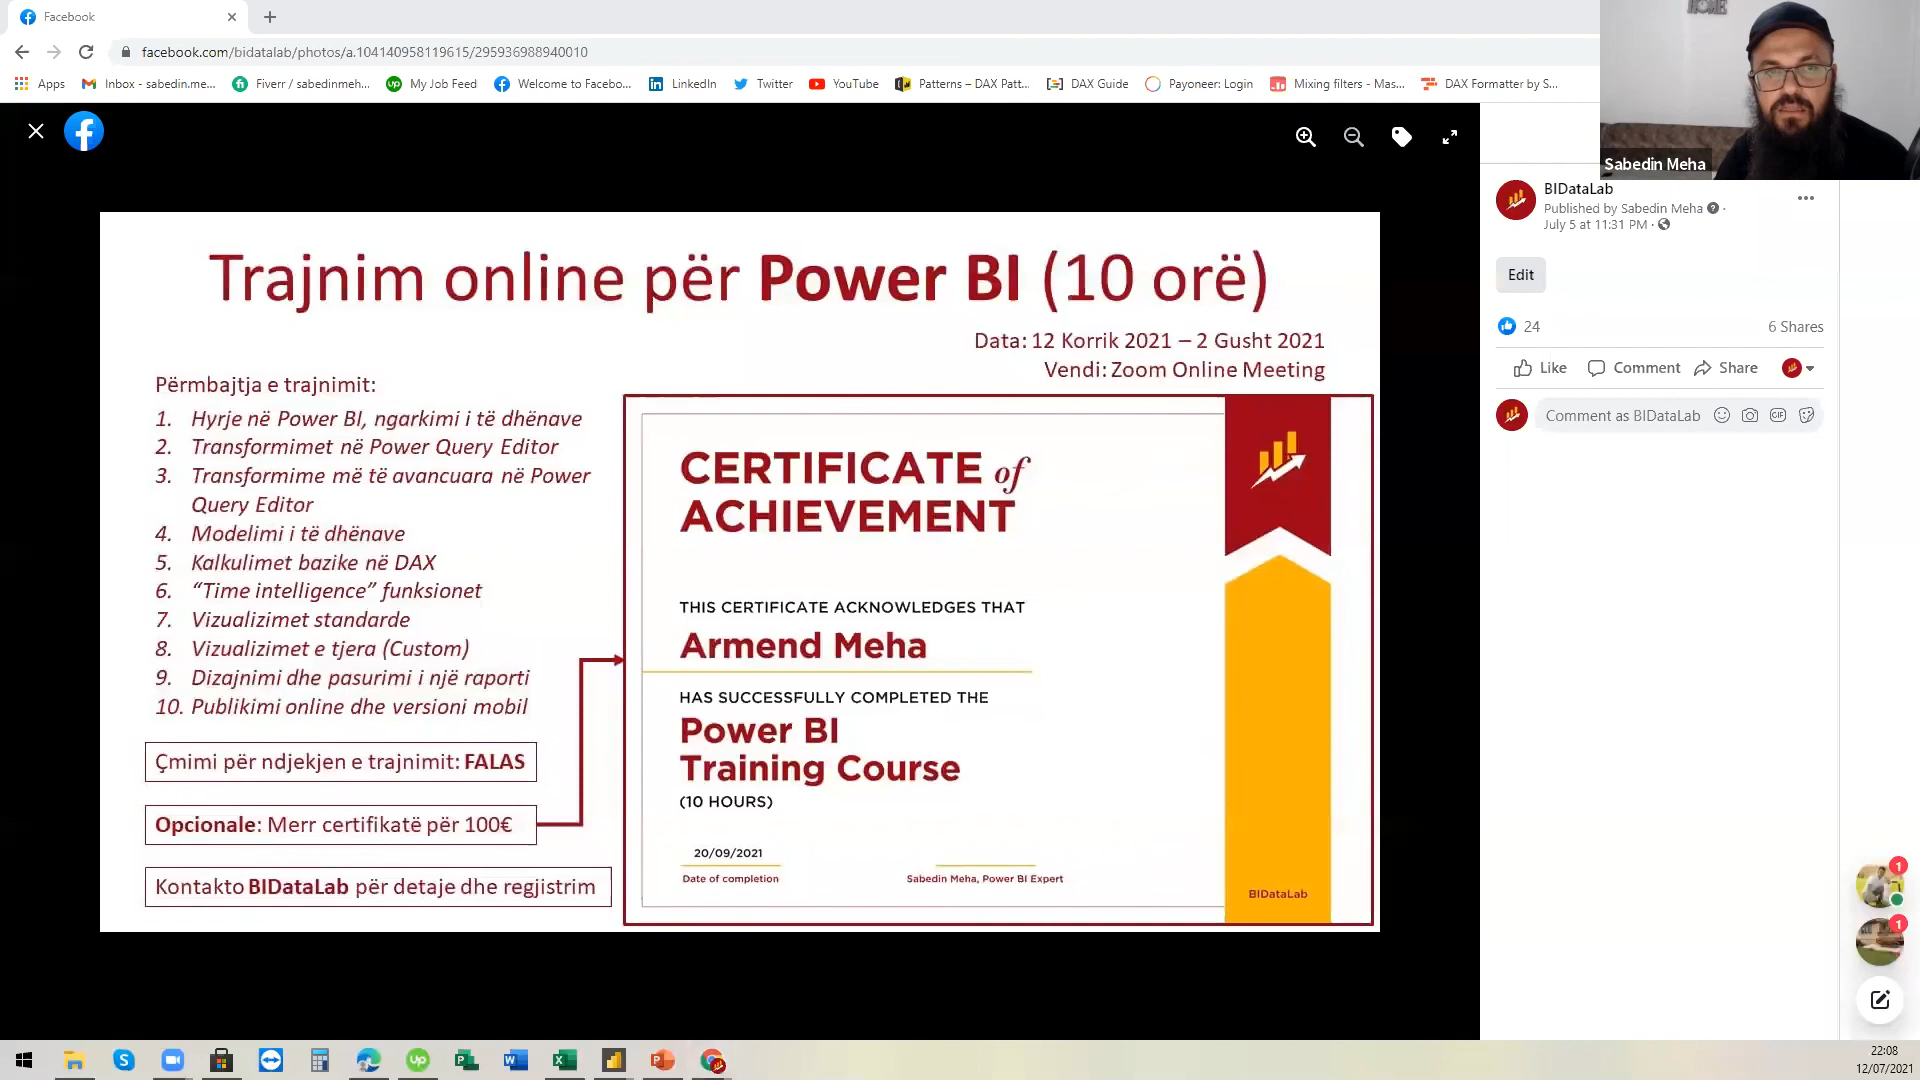 Facebook
facebook.com/bidatalab/photos/a.104140958119615/295936988940010
Apps
Inbox - sabedin.me...
Fiverr / sabedinmeh...
My Job Feed
Welcome to Facebo...
LinkedIn
Twitter
YouTube
Patterns – DAX Patt...
DAX Guide
Payoneer: Login
Mixing filters - Mas...
DAX Formatter by S...
HOME
Sabedin Meha
Trajnim online për Power BI (10 orë)
Data: 12 Korrik 2021 – 2 Gusht 2021
Vendi: Zoom Online Meeting
Përmbajtja e trajnimit:
1. Hyrje në Power BI, ngarkimi i të dhënave
2. Transformimet në Power Query Editor
3. Transformime më të avancuara në Power
Query Editor
4. Modelimi i të dhënave
5. Kalkulimet bazike në DAX
6. “Time intelligence” funksionet
7. Vizualizimet standarde
8. Vizualizimet e tjera (Custom)
9. Dizajnimi dhe pasurimi i një raporti
10. Publikimi online dhe versioni mobil
Çmimi për ndjekjen e trajnimit: FALAS
Opcionale: Merr certifikatë për 100€
Kontakto BIDataLab për detaje dhe regjistrim
CERTIFICATE of
ACHIEVEMENT
THIS CERTIFICATE ACKNOWLEDGES THAT
Armend Meha
HAS SUCCESSFULLY COMPLETED THE
Power BI
Training Course
(10 HOURS)
20/09/2021
Date of completion
Sabedin Meha, Power BI Expert
BIDataLab
BIDataLab
Published by Sabedin Meha
July 5 at 11:31 PM
Edit
24
6 Shares
Like
Comment
Share
Comment as BIDataLab
GIF
1
1
22:08
12/07/2021